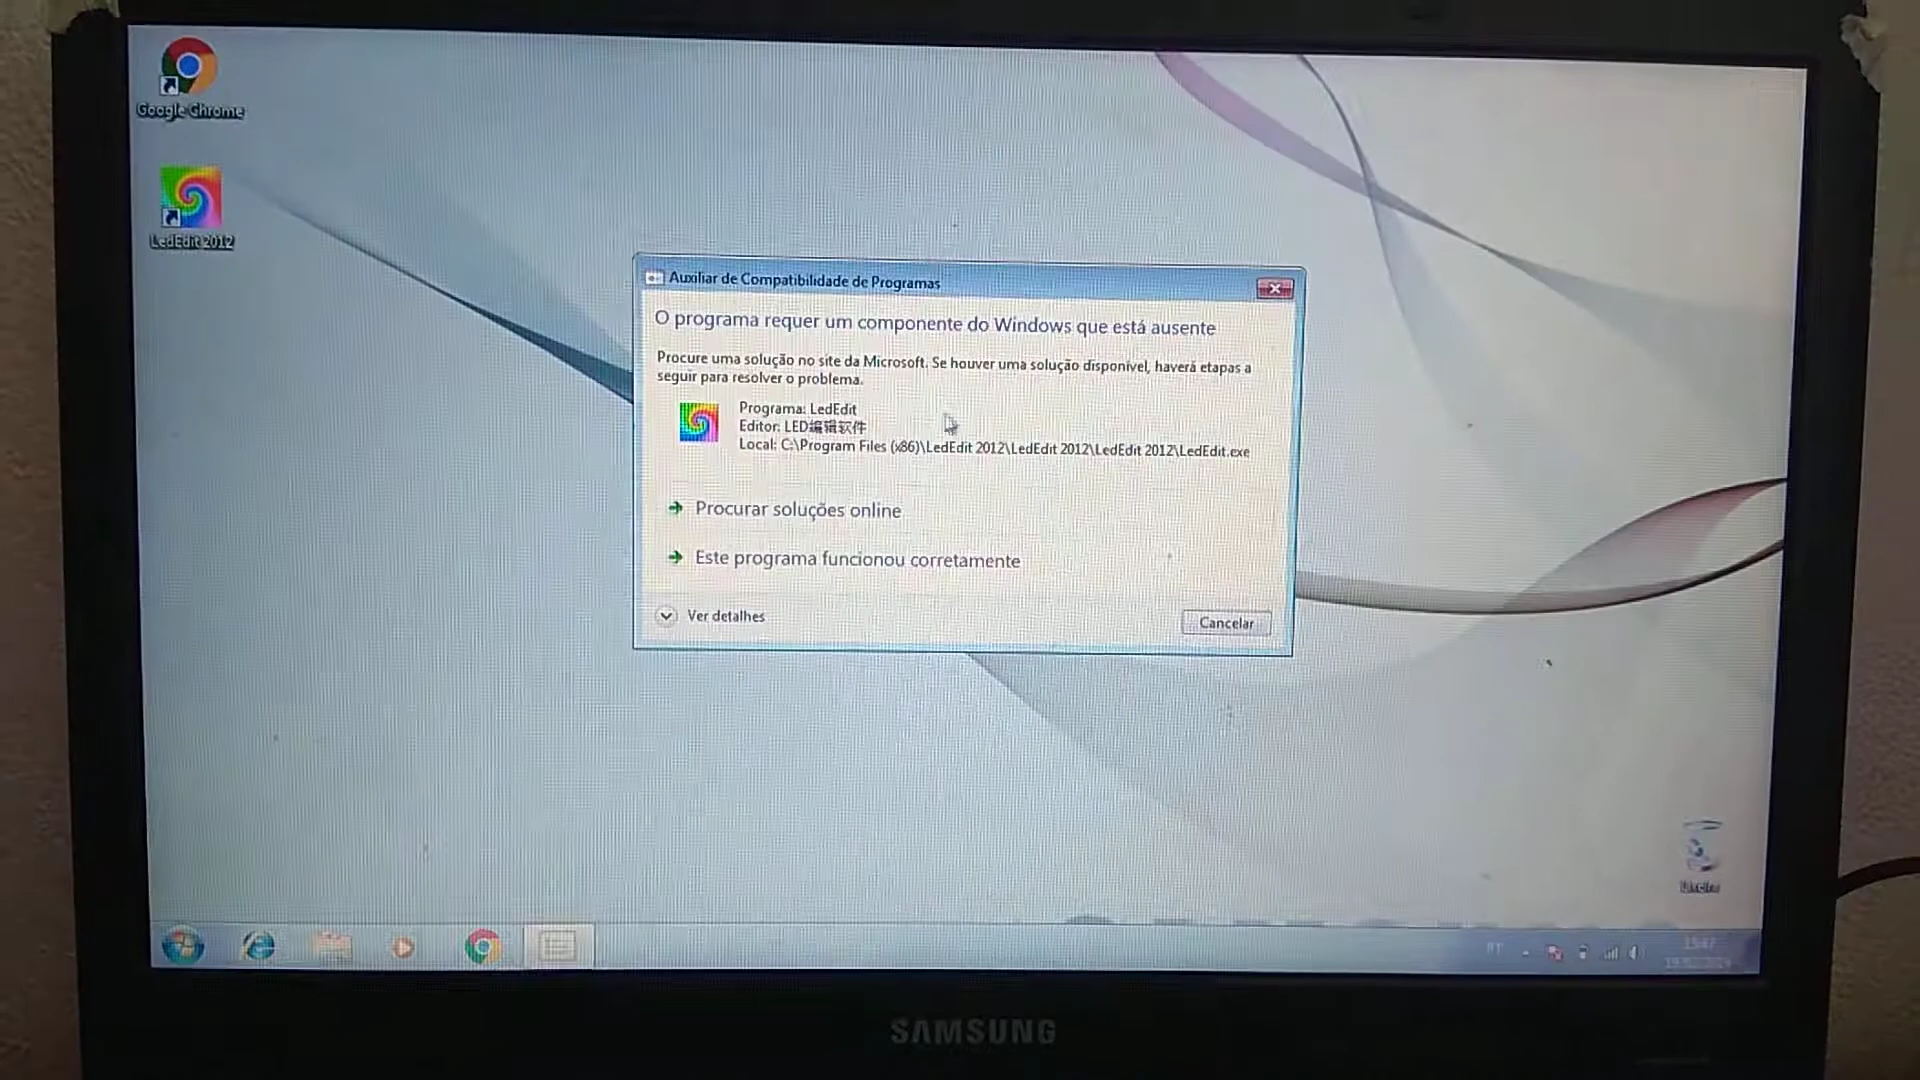 Google Chrome
LedEdit 2012
Auxiliar de Compatibilidade de Programas
O programa requer um componente do Windows que está ausente
Procure uma solução no site da Microsoft. Se houver uma solução disponível, haverá etapas a
seguir para resolver o problema.
Programa: LedEdit
Editor: LED编辑软件
Local: C:\Program Files (x86)\LedEdit 2012\LedEdit 2012\LedEdit 2012\LedEdit.exe
Procurar soluções online
Este programa funcionou corretamente
Ver detalhes
Cancelar
15:47
SAMSUNG